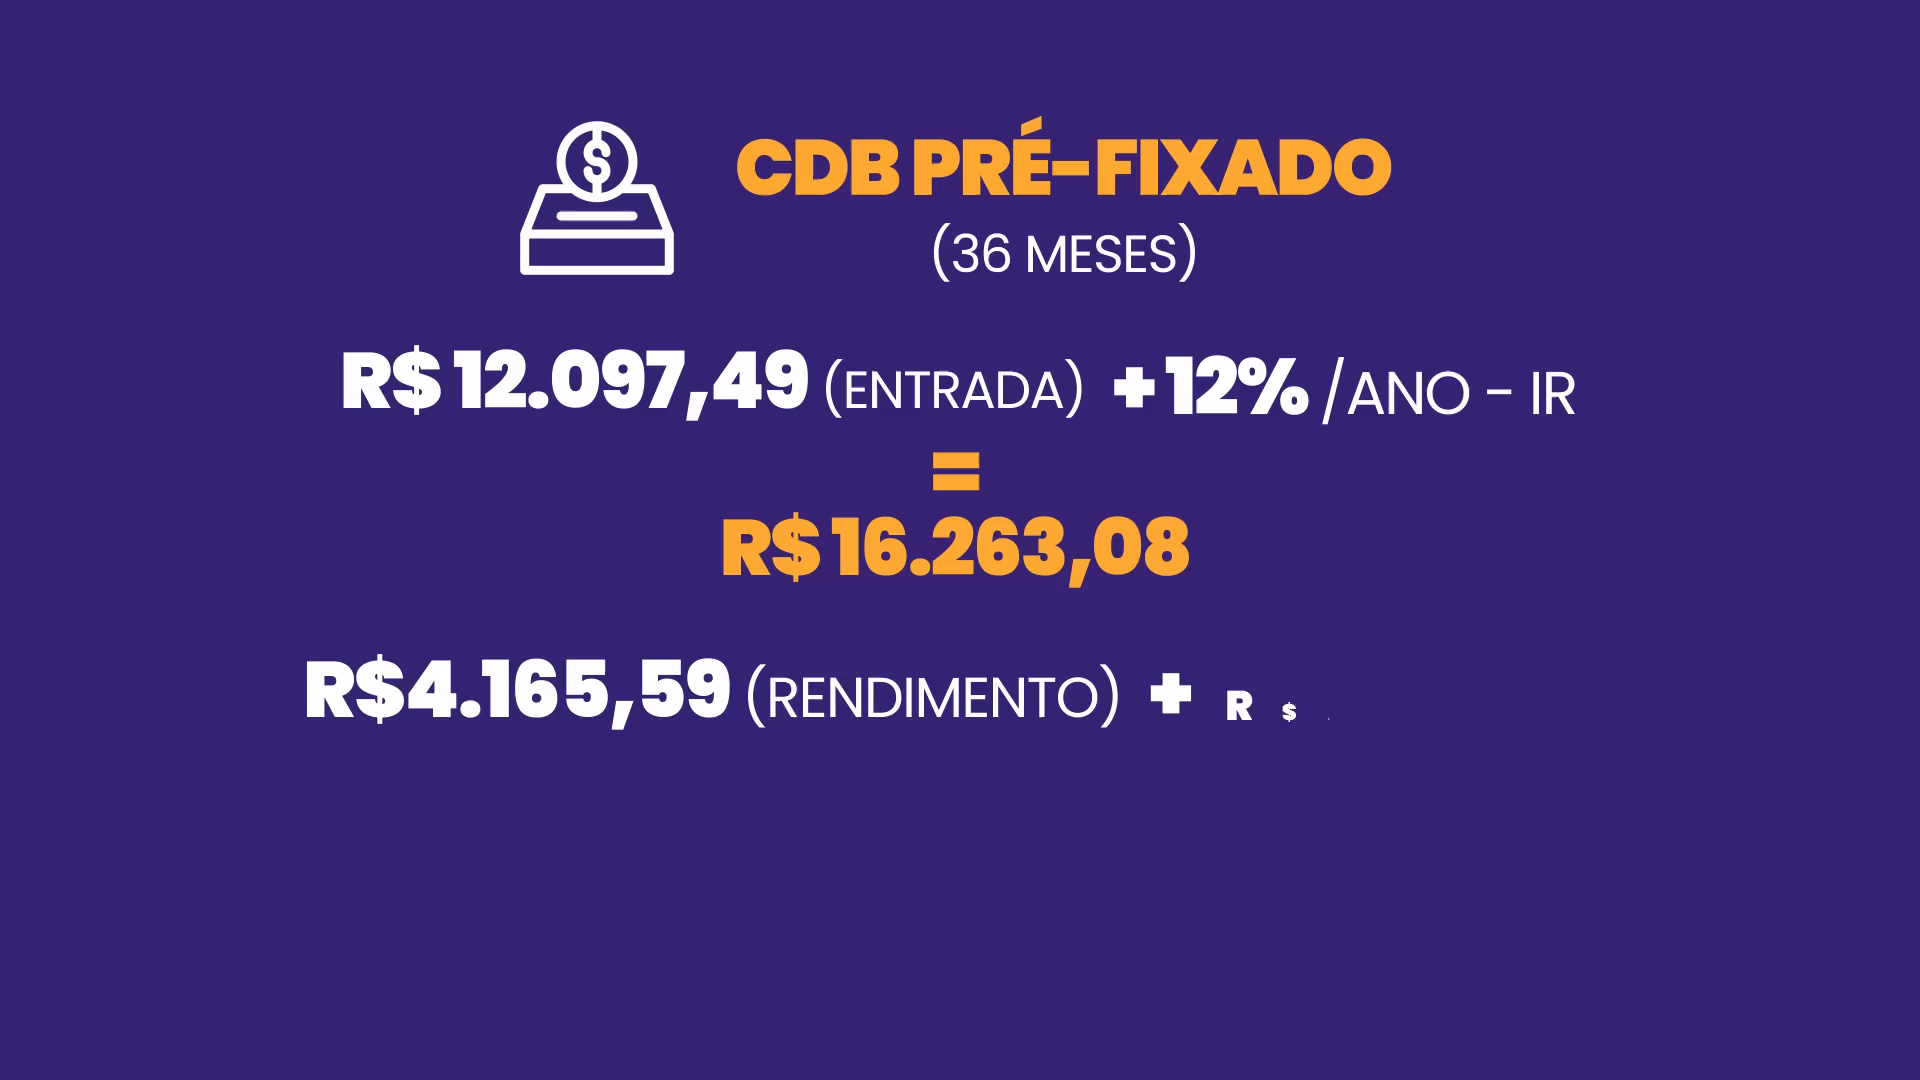 CDB PRÉ-FIXADO
(36 MESES)
R$ 12.097,49 (ENTRADA) +12% /ANO - IR
=
R$ 16.263,08
R$4.165,59 (RENDIMENTO) + R $